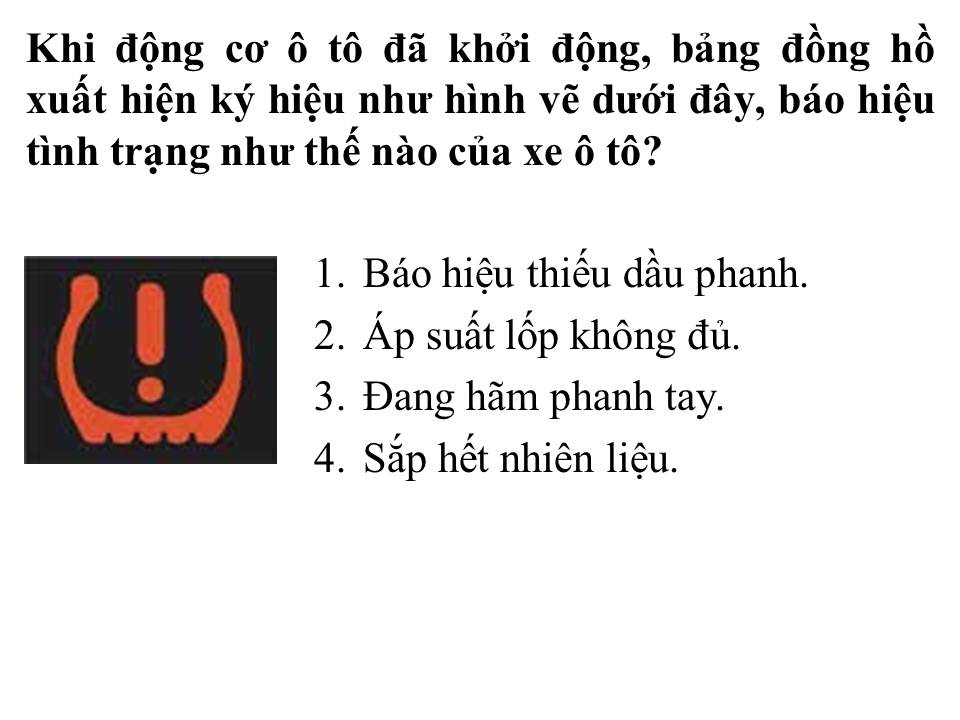 Khi động cơ ô tô đã khởi động, bảng đồng hồ
xuất hiện ký hiệu như hình vẽ dưới đây, báo hiệu
tình trạng như thế nào của xe ô tô?
1. Báo hiệu thiếu dầu phanh.
2. Áp suất lốp không đủ.
3. Đang hãm phanh tay.
4. Sắp hết nhiên liệu.